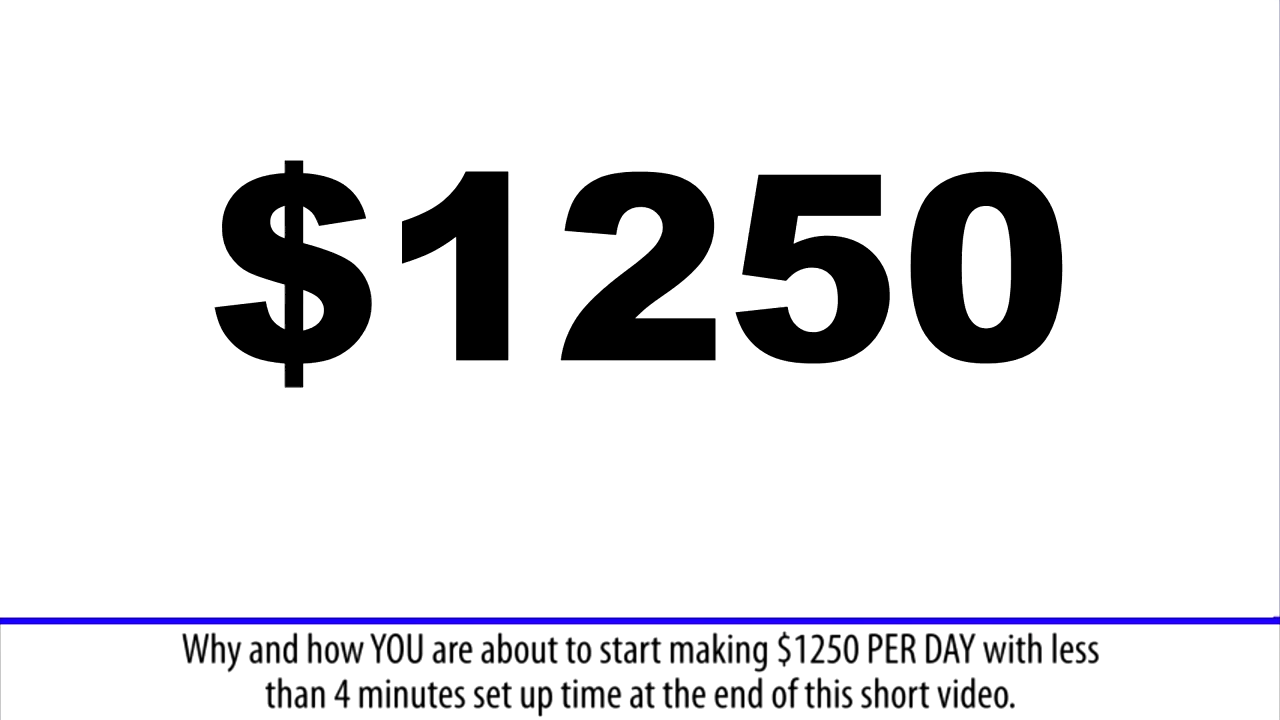 $1250
Why and how YOU are about to start making $1250 PER DAY with less
than 4 minutes set up time at the end of this short video.